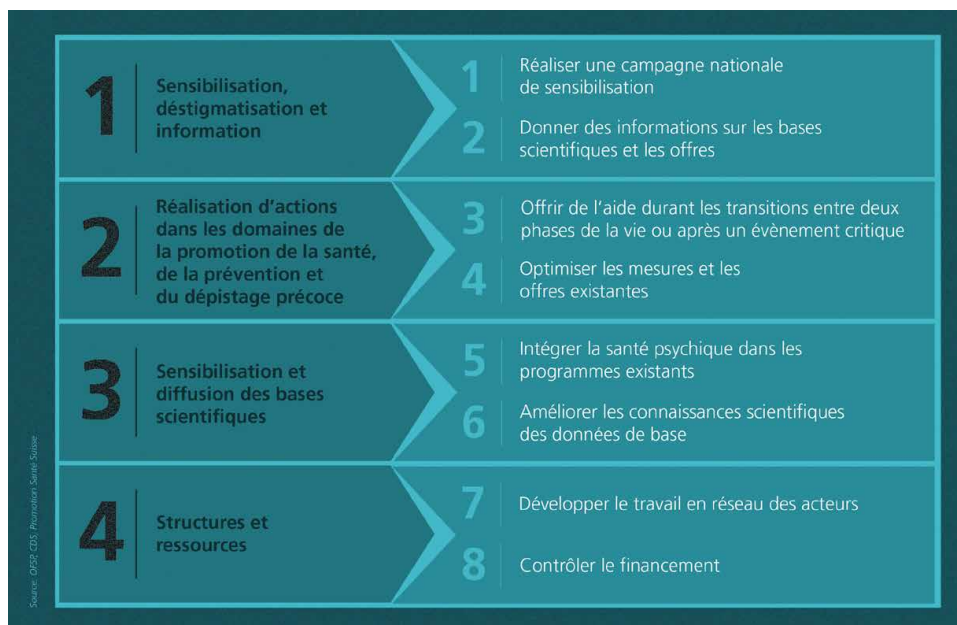 1
Sensibilisation,
déstigmatisation et
information
1
Réaliser une campagne nationale
de sensibilisation
2
Donner des informations sur les bases
scientifiques et les offres
2
Réalisation d'actions
dans les domaines de
la promotion de la santé,
de la prévention et
du dépistage précoce
3
Offrir de l'aide durant les transitions entre deux
phases de la vie ou après un évènement critique
4
Optimiser les mesures et les
offres existantes
3
Sensibilisation et
diffusion des bases
scientifiques
5
Intégrer la santé psychique dans les
programmes existants
6
Améliorer les connaissances scientifiques
des données de base
4
Structures et
ressources
7
Développer le travail en réseau des acteurs
8
Contrôler le financement
Source: OFSP, CDS, Promotion Santé Suisse